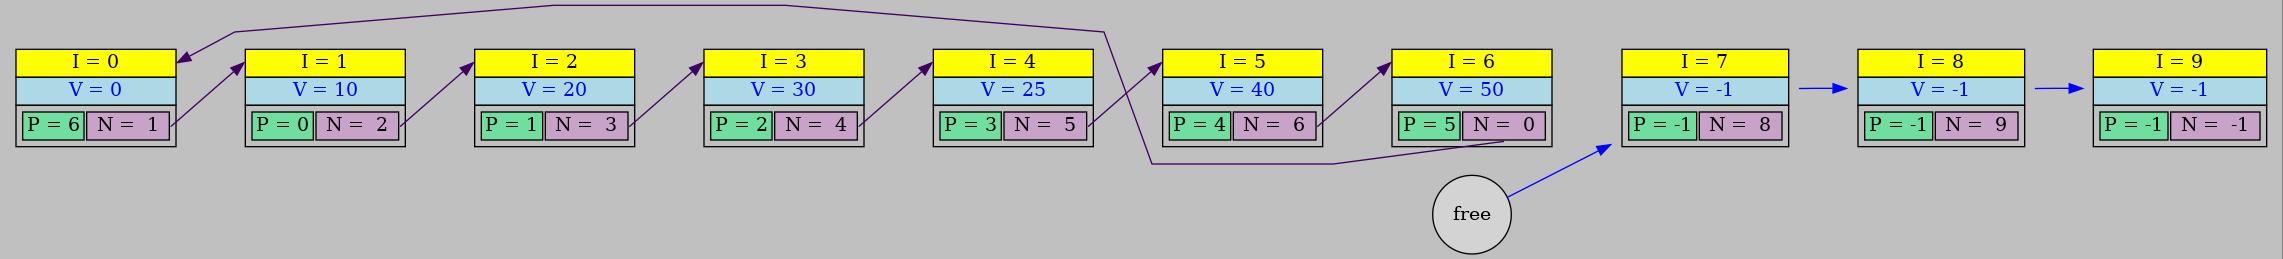 I = 0
V = 0
P = 6 N = 1
I = 1
V = 10
P = 0 N = 2
I = 2
V = 20
P = 1 N = 3
I = 3
V = 30
P = 2 N = 4
I = 4
V = 25
P = 3 N = 5
I = 5
V = 40
P = 4 N = 6
I = 6
V = 50
P = 5 N = 0
I = 7
V = -1
P = -1 N = 8
I = 8
V = -1
P = -1 N = 9
I = 9
V = -1
P = -1 N = -1
free